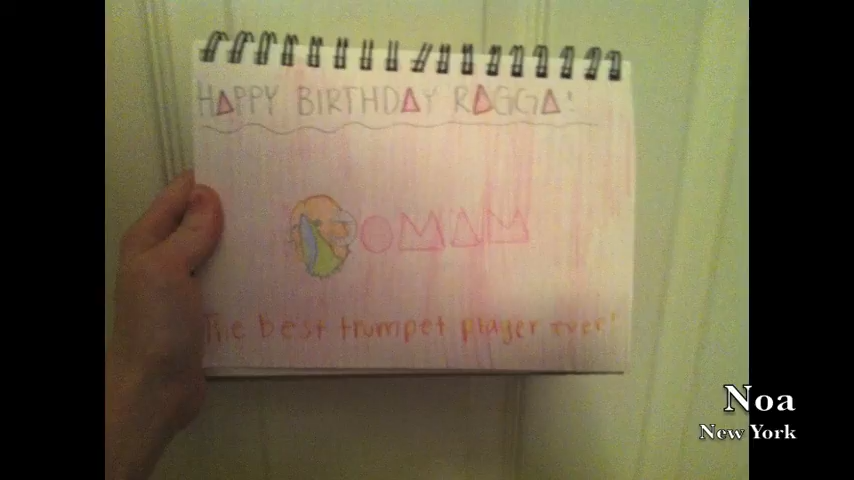 HAPPY BIRTHDAY RAGGA!
OMAM
The best trumpet player ever!
Noa
New York